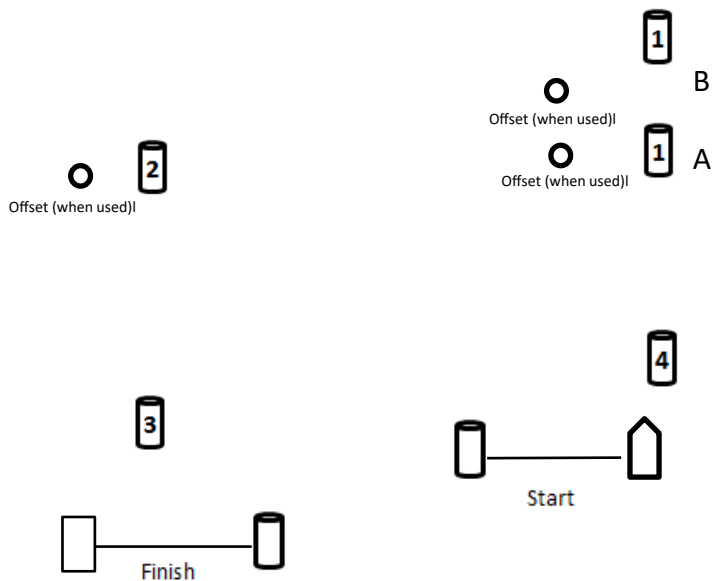 1
B
Offset (when used)l
1
A
Offset (when used)l
2
Offset (when used)l
4
3
Start
Finish